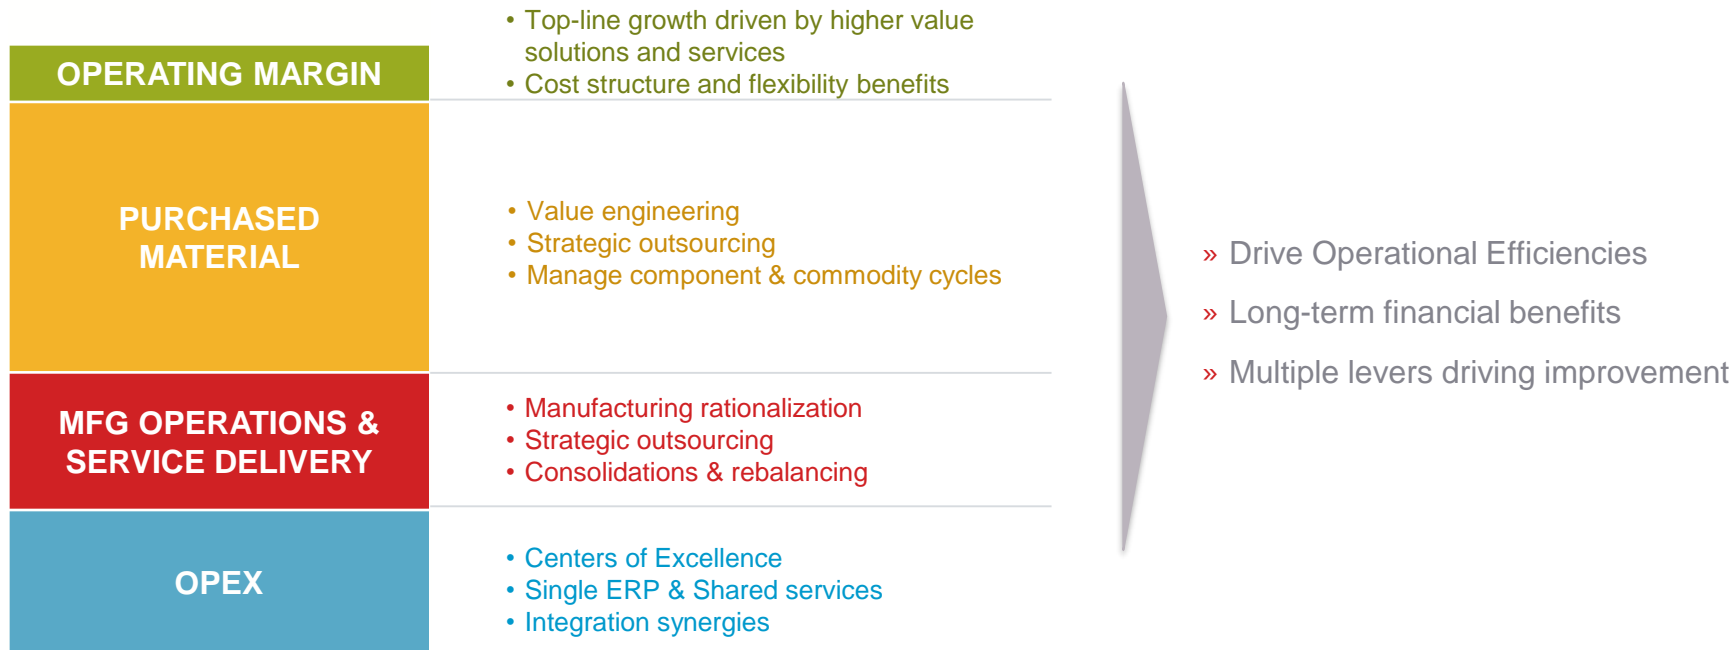 • Top-line growth driven by higher value
solutions and services
• Cost structure and flexibility benefits
OPERATING MARGIN
PURCHASED
MATERIAL
• Value engineering
• Strategic outsourcing
• Manage component & commodity cycles
MFG OPERATIONS &
SERVICE DELIVERY
• Manufacturing rationalization
• Strategic outsourcing
• Consolidations & rebalancing
OPEX
• Centers of Excellence
• Single ERP & Shared services
• Integration synergies
» Drive Operational Efficiencies
» Long-term financial benefits
» Multiple levers driving improvement